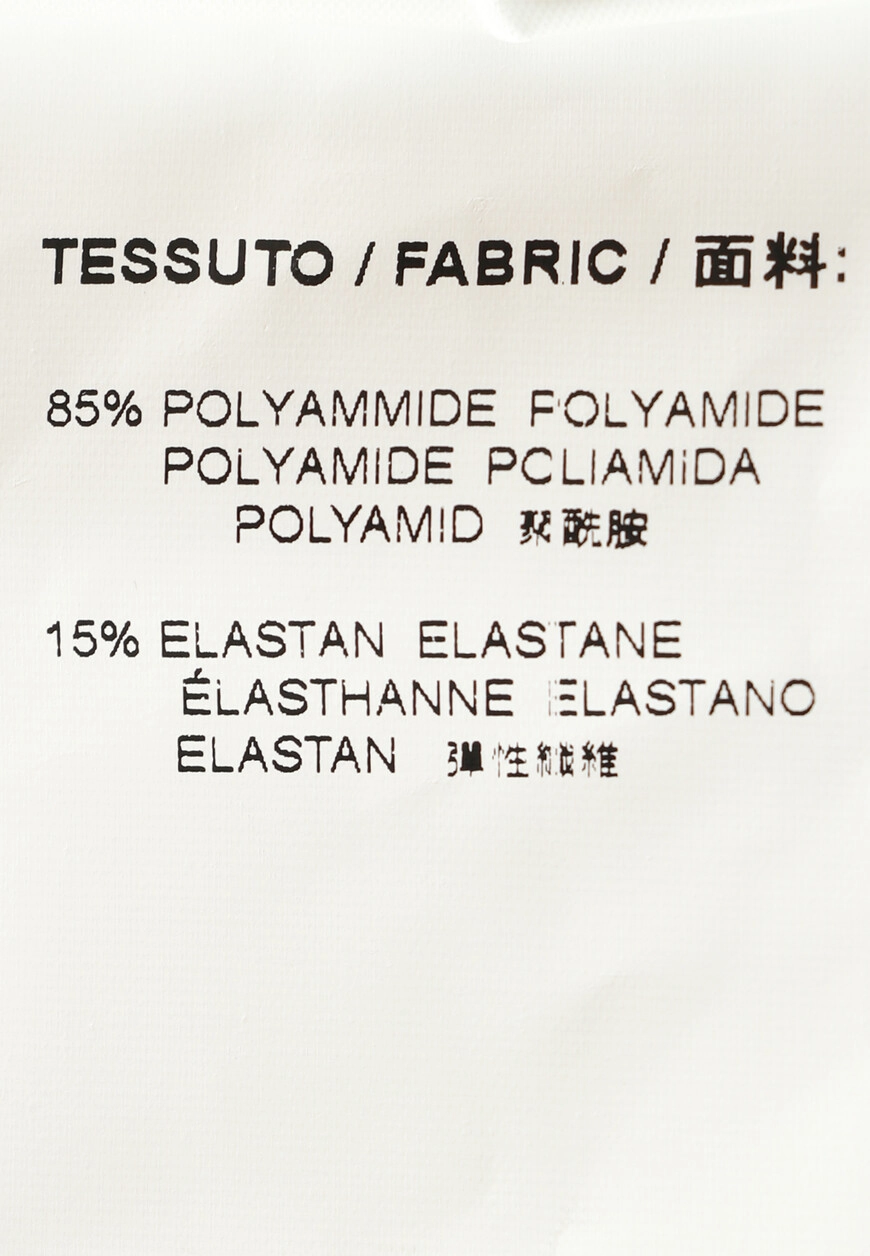 TESSUTO / FABRIC / 面料:
85% POLYAMMIDE POLYAMIDE
POLYAMIDE POLIAMIDA
POLYAMID 聚酰胺
15% ELASTAN ELASTANE
ÉLASTHANNE ELASTANO
ELASTAN 彈性纖維